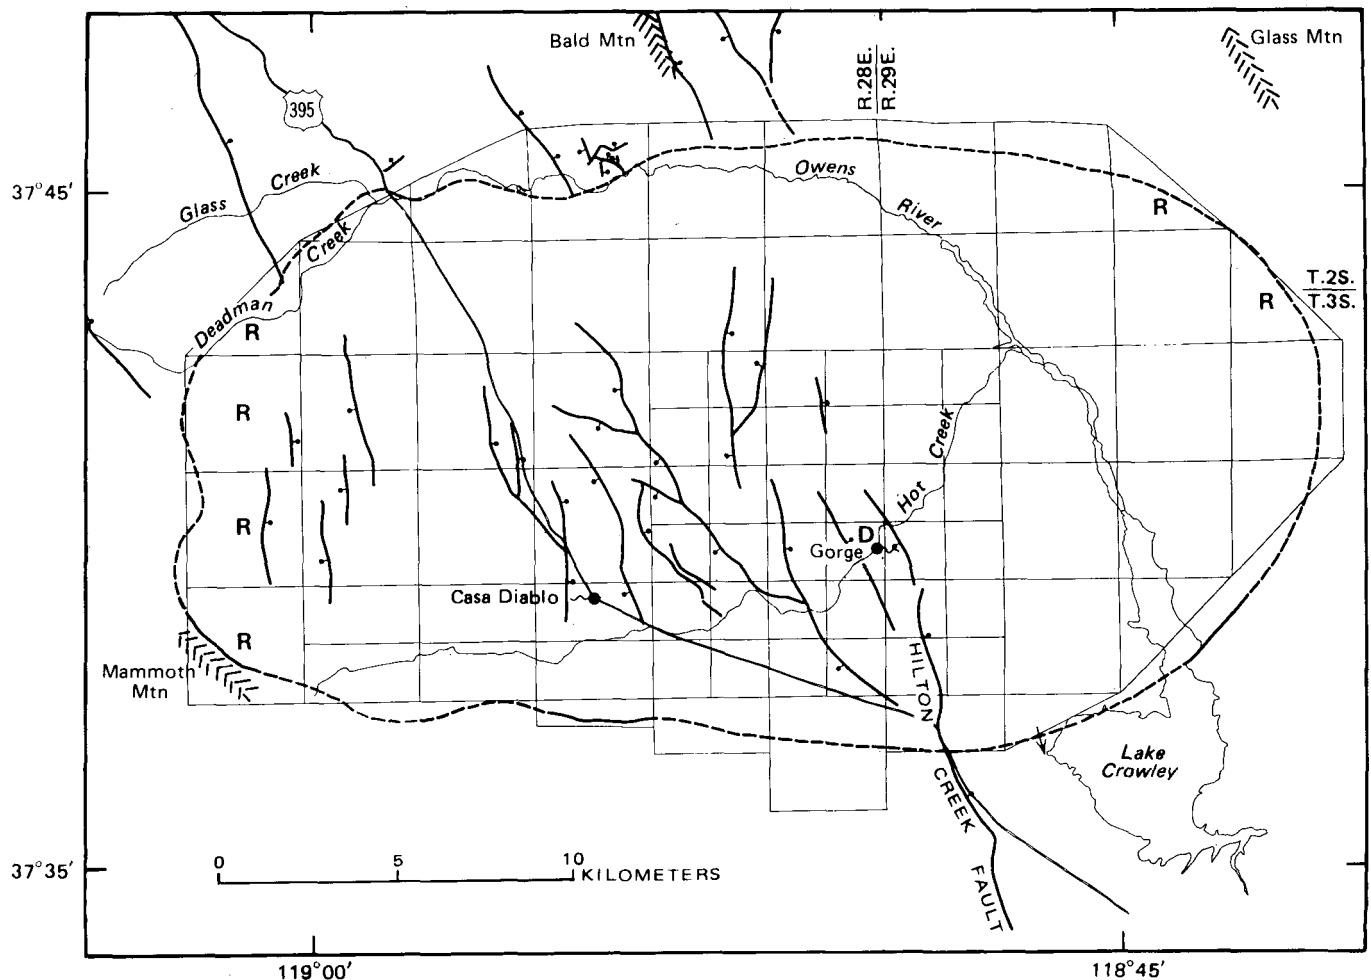 Bald Mtn
Glass Mtn
R.28E.
R.29E.
395
37°45'
Glass Creek
Owens River
R
Deadman Creek
R
T.2S.
T.3S.
R
R
Hot Creek
R
D
Gorge
Casa Diablo
R
Mammoth Mtn
HILTON CREEK FAULT
Lake
Crowley
0 5 10
KILOMETERS
37°35'
119°00'
118°45'